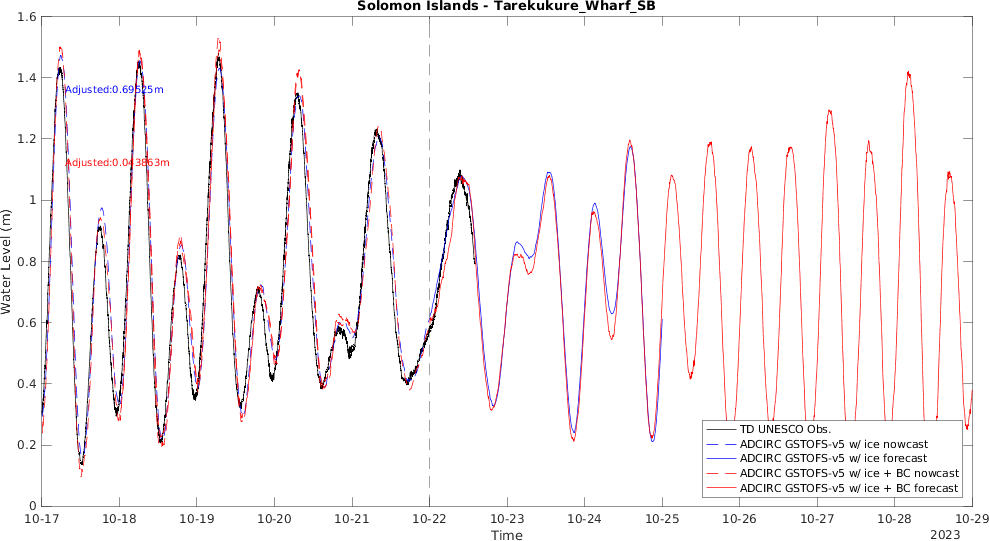 Solomon Islands - Tarekukure_Wharf_SB
1.6
1.4
1.2
1
0.8
0.6
0.4
0.2
0
Water Level (m)
Adjusted:0.69525m
Adjusted:0.043863m
TD UNESCO Obs.
ADCIRC GSTOFS-v5 w/ ice nowcast
ADCIRC GSTOFS-v5 w/ ice forecast
ADCIRC GSTOFS-v5 w/ ice + BC nowcast
ADCIRC GSTOFS-v5 w/ ice + BC forecast
10-17 10-18 10-19 10-20 10-21 10-22 10-23 10-24 10-25 10-26 10-27 10-28 10-29
Time
2023